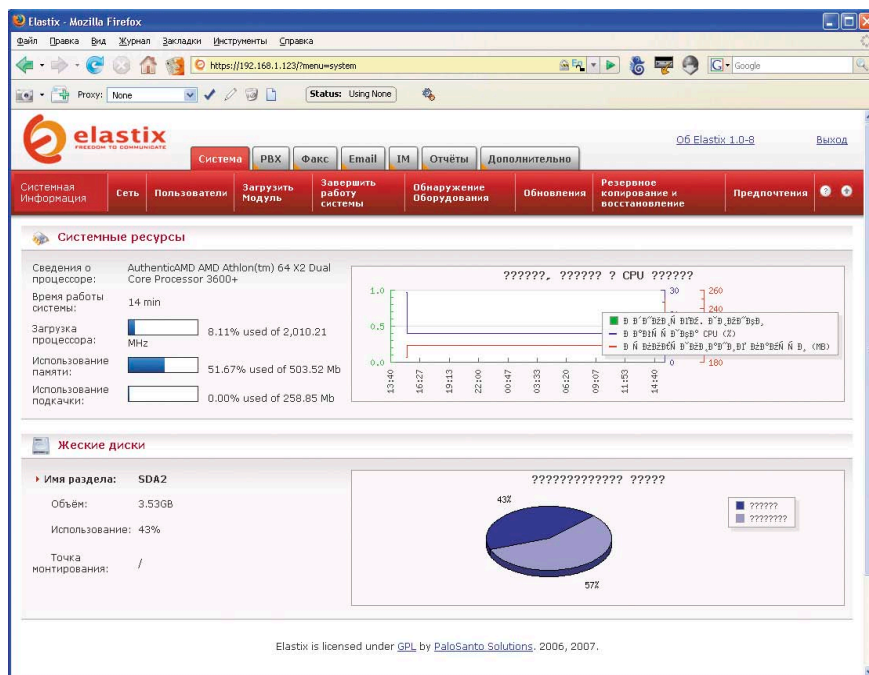 Elastix - Mozilla Firefox
Файл Правка Вид Журнал Закладки Инструменты Справка
https://192.168.1.123/?menu=system
Google
Proxy: None Status: Using None
elastix
FREEDOM TO COMMUNICATE
Об Elastix 1.0-8 Выход
Система PBX Факс Email IM Отчёты Дополнительно
Системная Информация Сеть Пользователи Загрузить Модуль Завершить работу системы Обнаружение Оборудования Обновления Резервное копирование и восстановление Предпочтения
Системные ресурсы
Сведения о процессоре: AuthenticAMD AMD Athlon(tm) 64 X2 Dual Core Processor 3600+
Время работы системы: 14 min
Загрузка процессора: 8.11% used of 2,010.21 MHz
Использование памяти: 51.67% used of 503.52 Mb
Использование подкачки: 0.00% used of 258.85 Mb
??????, ?????? ? CPU ??????
1.0 30 260
240
0.5
CPU (%)
(MB)
0.0 0 180
13:40 16:27 19:13 22:00 00:47 03:33 06:20 09:07 11:53 14:40
Жеские диски
Имя раздела: SDA2
Объём: 3.53GB
Использование: 43%
Точка монтирования: /
????????????? ?????
43%
??????
????????
57%
Elastix is licensed under GPL by PaloSanto Solutions. 2006, 2007.